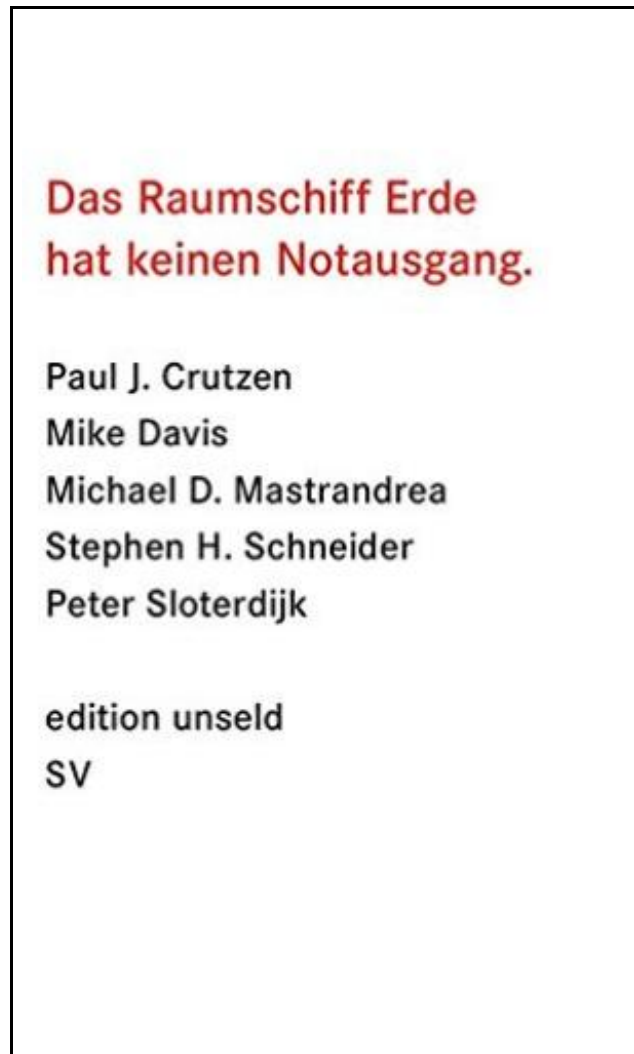 Das Raumschiff Erde
hat keinen Notausgang.
Paul J. Crutzen
Mike Davis
Michael D. Mastrandrea
Stephen H. Schneider
Peter Sloterdijk
edition unseld
SV